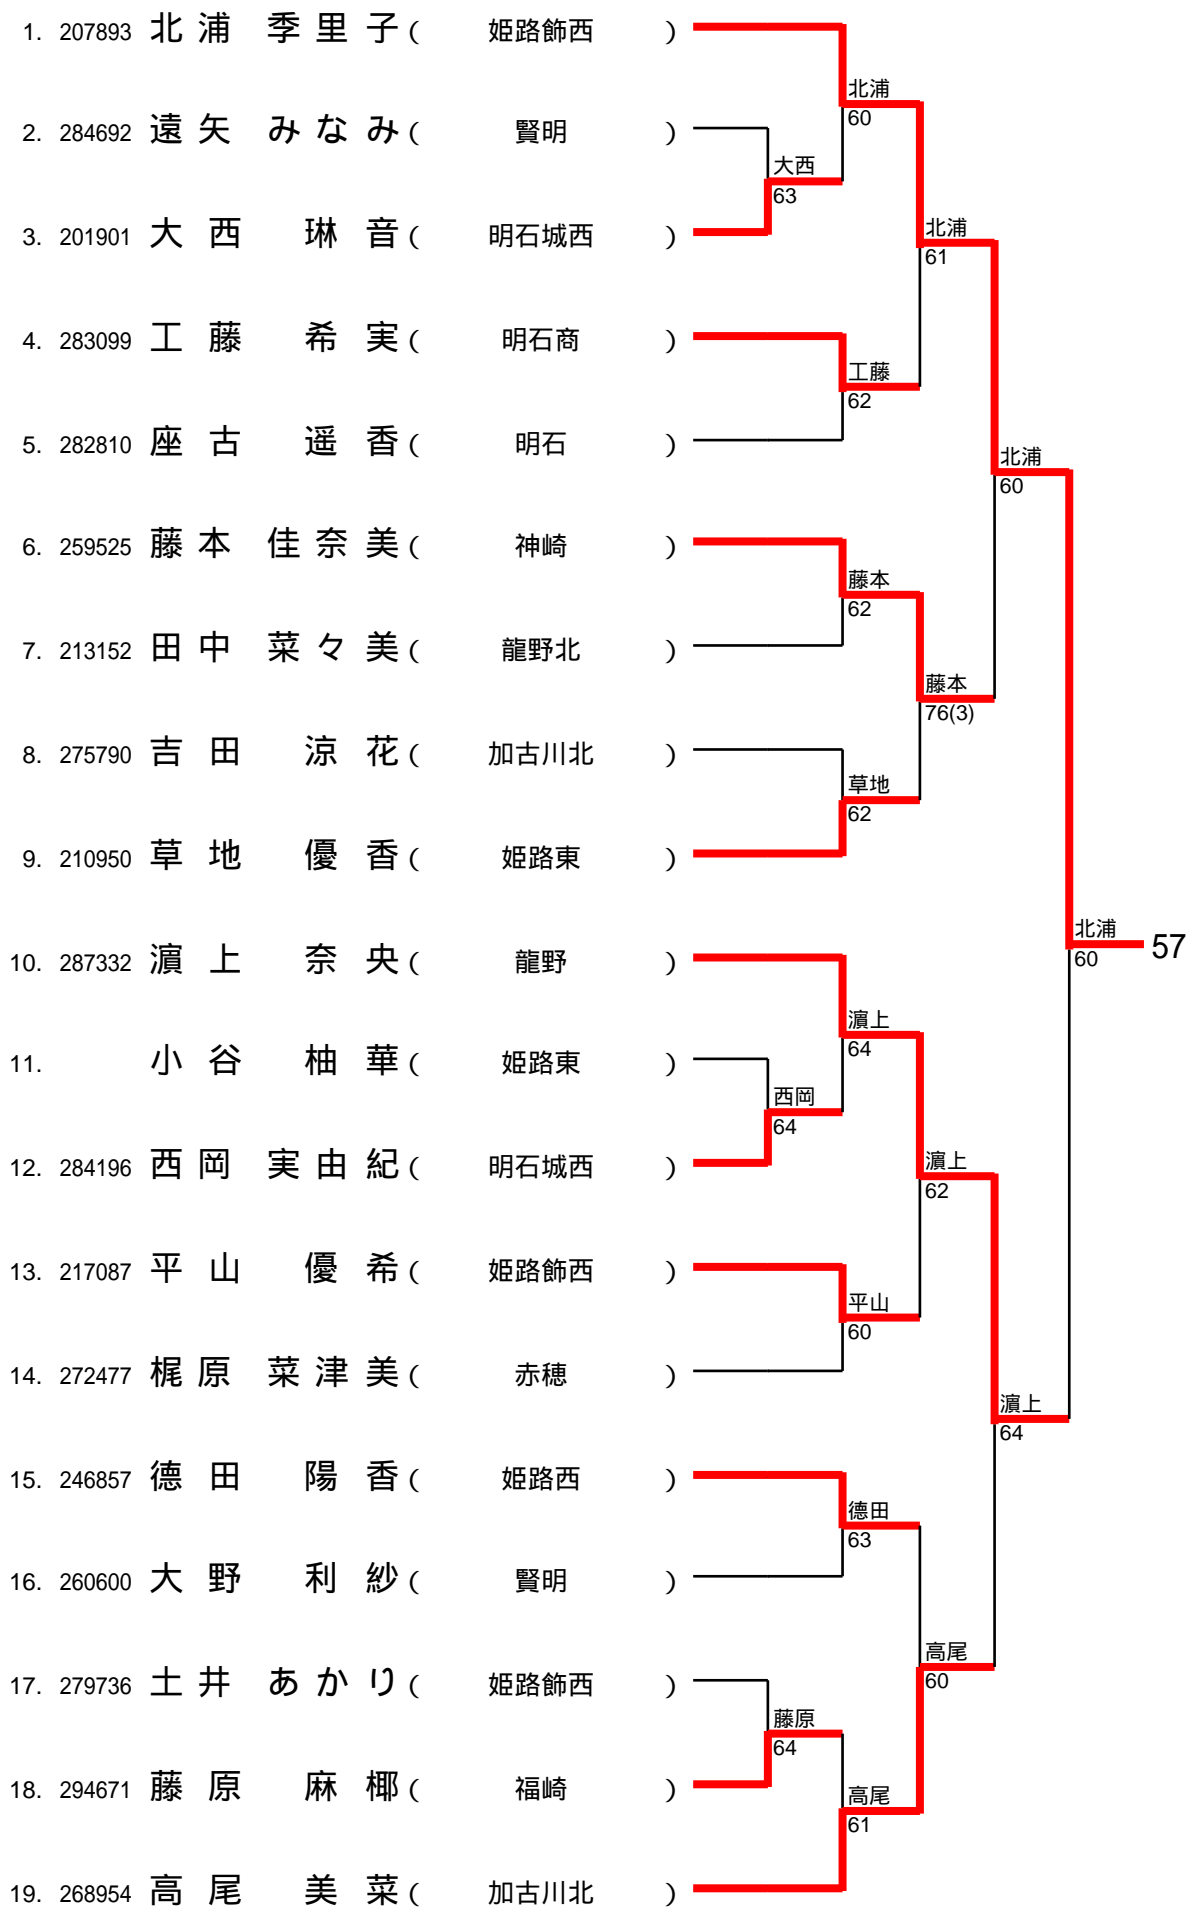 1. 207893 北浦 季里子( 姫路飾西 )
北浦
60
2. 284692 遠矢 みなみ( 賢明 )
大西
63
3. 201901 大西 琳音( 明石城西 )
北浦
61
4. 283099 工藤 希実( 明石商 )
工藤
62
5. 282810 座古 遥香( 明石 )
北浦
60
6. 259525 藤本 佳奈美( 神崎 )
藤本
62
7. 213152 田中 菜々美( 龍野北 )
藤本
76(3)
8. 275790 吉田 涼花( 加古川北 )
草地
62
9. 210950 草地 優香( 姫路東 )
北浦
60
57
10. 287332 濵上 奈央( 龍野 )
濵上
64
11. 小谷 柚華( 姫路東 )
西岡
64
12. 284196 西岡 実由紀( 明石城西 )
濵上
62
13. 217087 平山 優希( 姫路飾西 )
平山
60
14. 272477 梶原 菜津美( 赤穂 )
濵上
64
15. 246857 德田 陽香( 姫路西 )
德田
63
16. 260600 大野 利紗( 賢明 )
高尾
60
17. 279736 土井 あかり( 姫路飾西 )
藤原
64
18. 294671 藤原 麻椰( 福崎 )
高尾
61
19. 268954 高尾 美菜( 加古川北 )